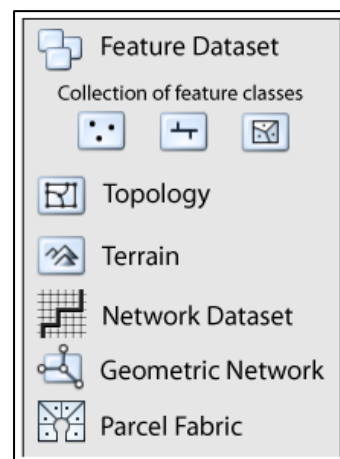 Feature Dataset
Collection of feature classes
Topology
Terrain
Network Dataset
Geometric Network
Parcel Fabric